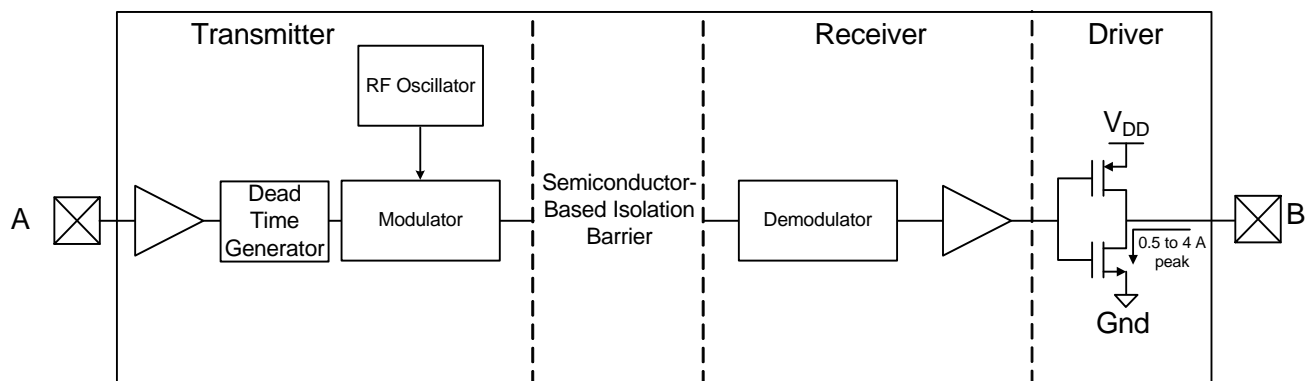 Transmitter
Receiver
Driver
RF Oscillator
VDD
A
Dead
Time
Generator
Modulator
Semiconductor-
Based Isolation
Barrier
Demodulator
B
0.5 to 4 A
peak
Gnd